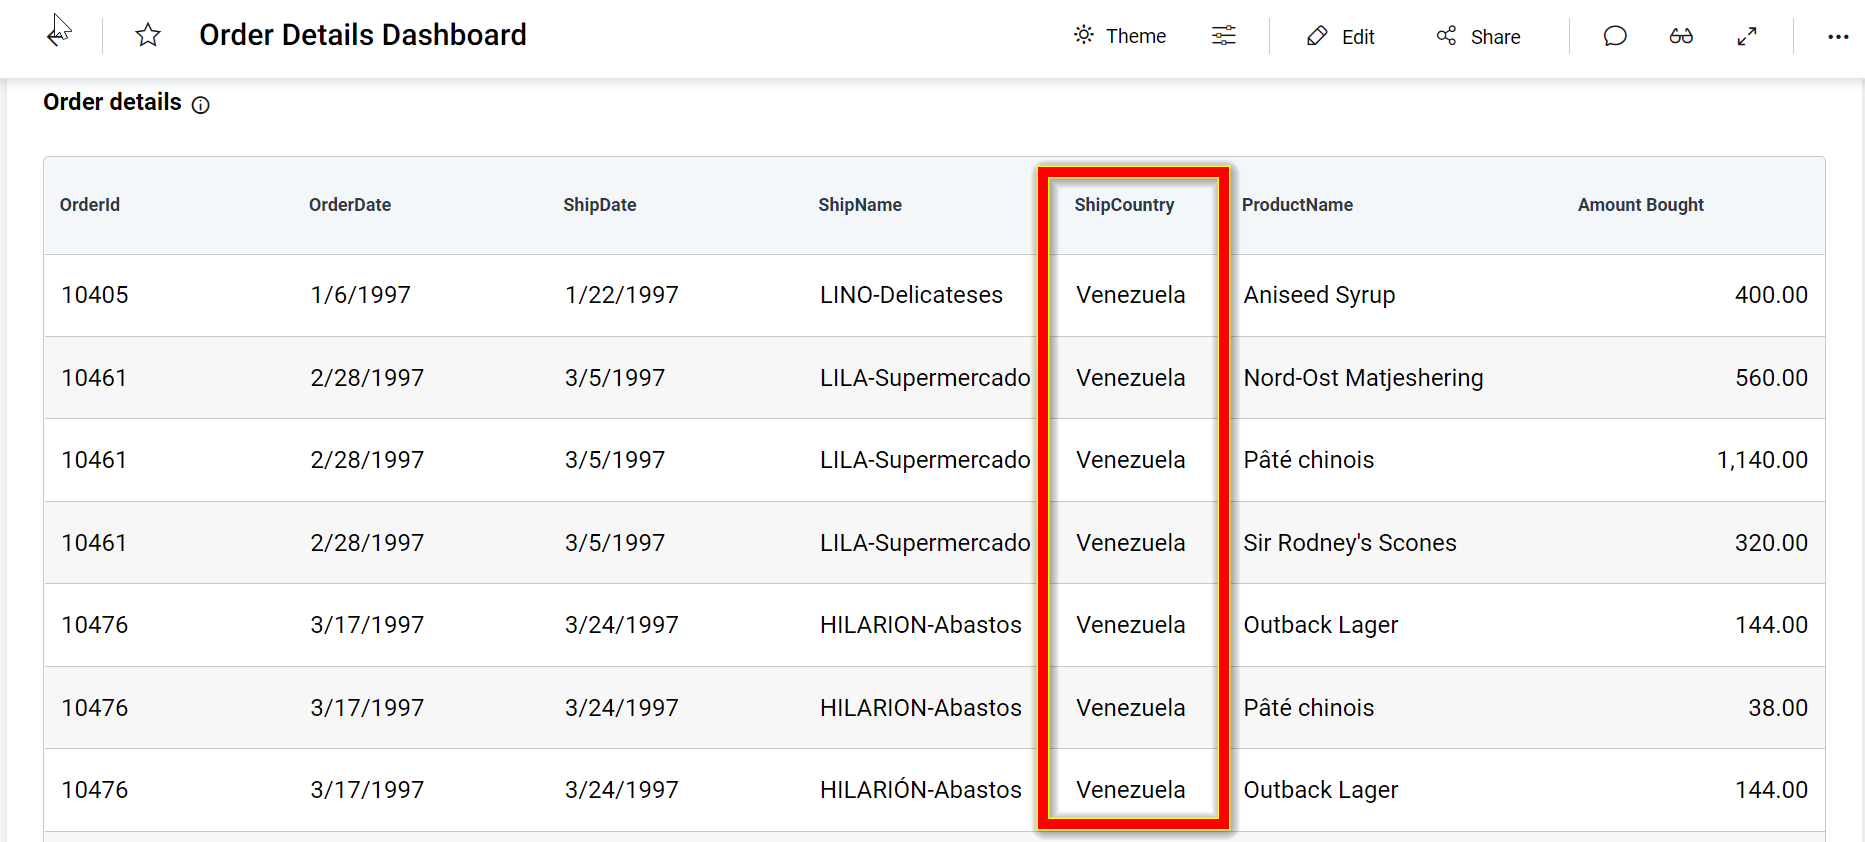 Order Details Dashboard Theme Edit Share
Order details
OrderId OrderDate ShipDate ShipName ShipCountry ProductName Amount Bought
10405 1/6/1997 1/22/1997 LINO-Delicateses Venezuela Aniseed Syrup 400.00
10461 2/28/1997 3/5/1997 LILA-Supermercado Venezuela Nord-Ost Matjeshering 560.00
10461 2/28/1997 3/5/1997 LILA-Supermercado Venezuela Pâté chinois 1,140.00
10461 2/28/1997 3/5/1997 LILA-Supermercado Venezuela Sir Rodney's Scones 320.00
10476 3/17/1997 3/24/1997 HILARION-Abastos Venezuela Outback Lager 144.00
10476 3/17/1997 3/24/1997 HILARION-Abastos Venezuela Pâté chinois 38.00
10476 3/17/1997 3/24/1997 HILARIÓN-Abastos Venezuela Outback Lager 144.00